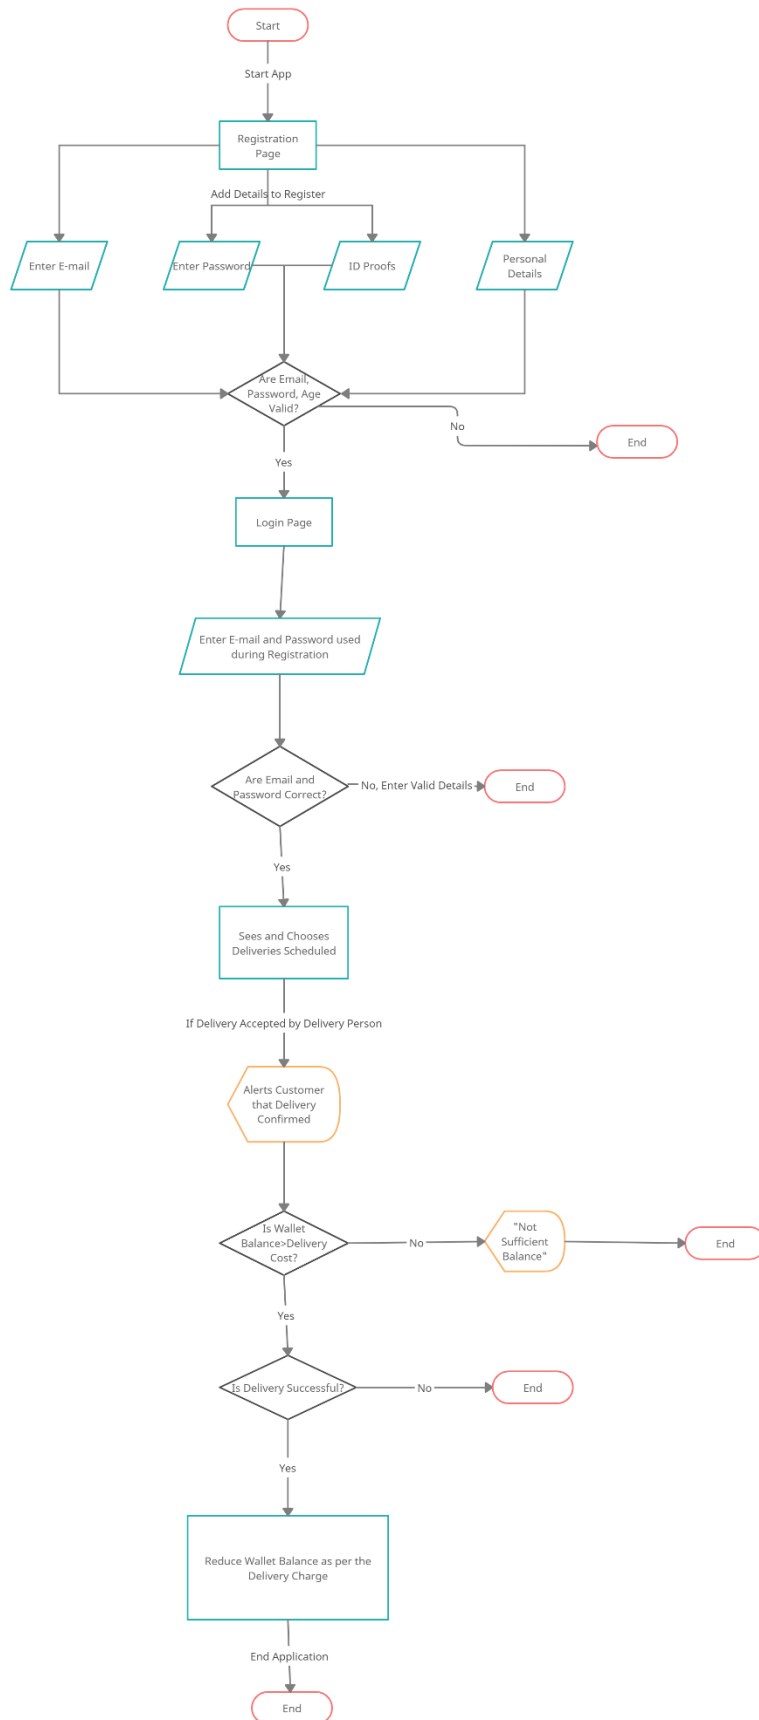 Start
Start App
Registration
Page
Add Details to Register
Enter E-mail
Enter Password
ID Proofs
Personal
Details
Are Email,
Password, Age
Valid?
No
End
Yes
Login Page
Enter E-mail and Password used
during Registration
Are Email and
Password Correct?
No, Enter Valid Details
End
Yes
Sees and Chooses
Deliveries Scheduled
If Delivery Accepted by Delivery Person
Alerts Customer
that Delivery
Confirmed
Is Wallet
Balance>Delivery
Cost?
No
"Not
Sufficient
Balance"
End
Yes
Is Delivery Successful?
No
End
Yes
Reduce Wallet Balance as per the
Delivery Charge
End Application
End